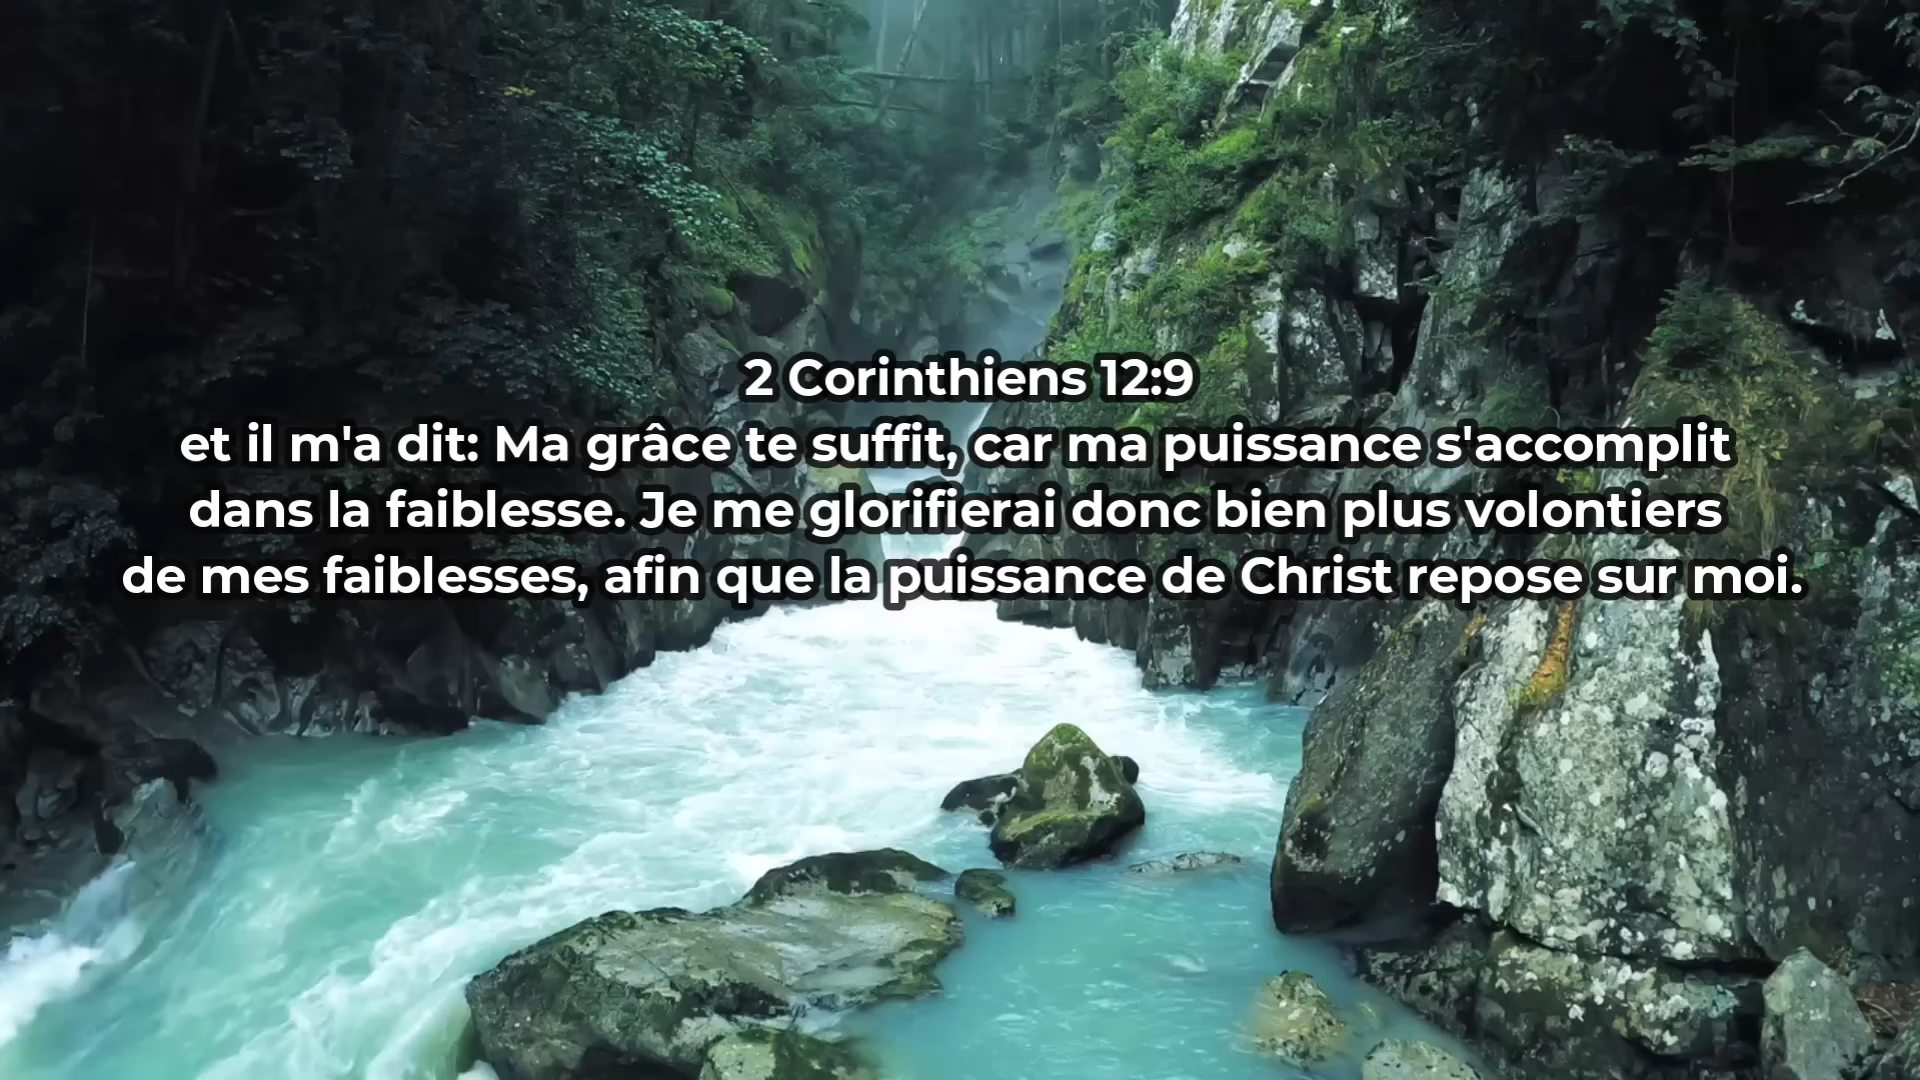 2 Corinthiens 12:9
et il m'a dit: Ma grâce te suffit, car ma puissance s'accomplit
dans la faiblesse. Je me glorifierai donc bien plus volontiers
de mes faiblesses, afin que la puissance de Christ repose sur moi.